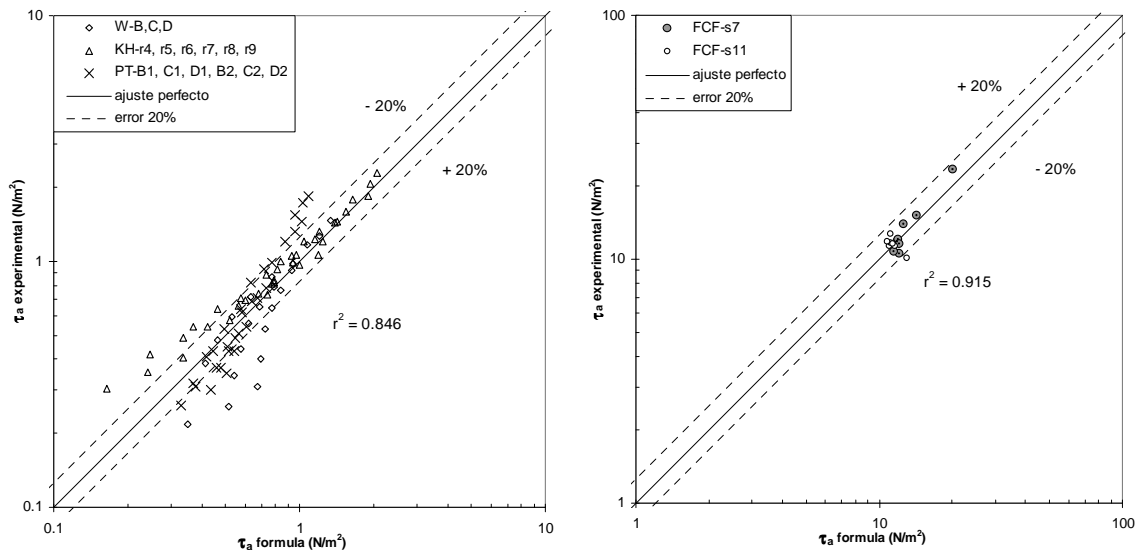 10
W-B,C,D
KH-r4, r5, r6, r7, r8, r9
PT-B1, C1, D1, B2, C2, D2
ajuste perfecto
error 20%
- 20%
+ 20%
1
r² = 0.846
0.1
0.1
1
10
τa experimental (N/m²)
τa formula (N/m²)
100
FCF-s7
FCF-s11
ajuste perfecto
error 20%
+ 20%
- 20%
10
r² = 0.915
1
1
10
100
τa experimental (N/m²)
τa formula (N/m²)